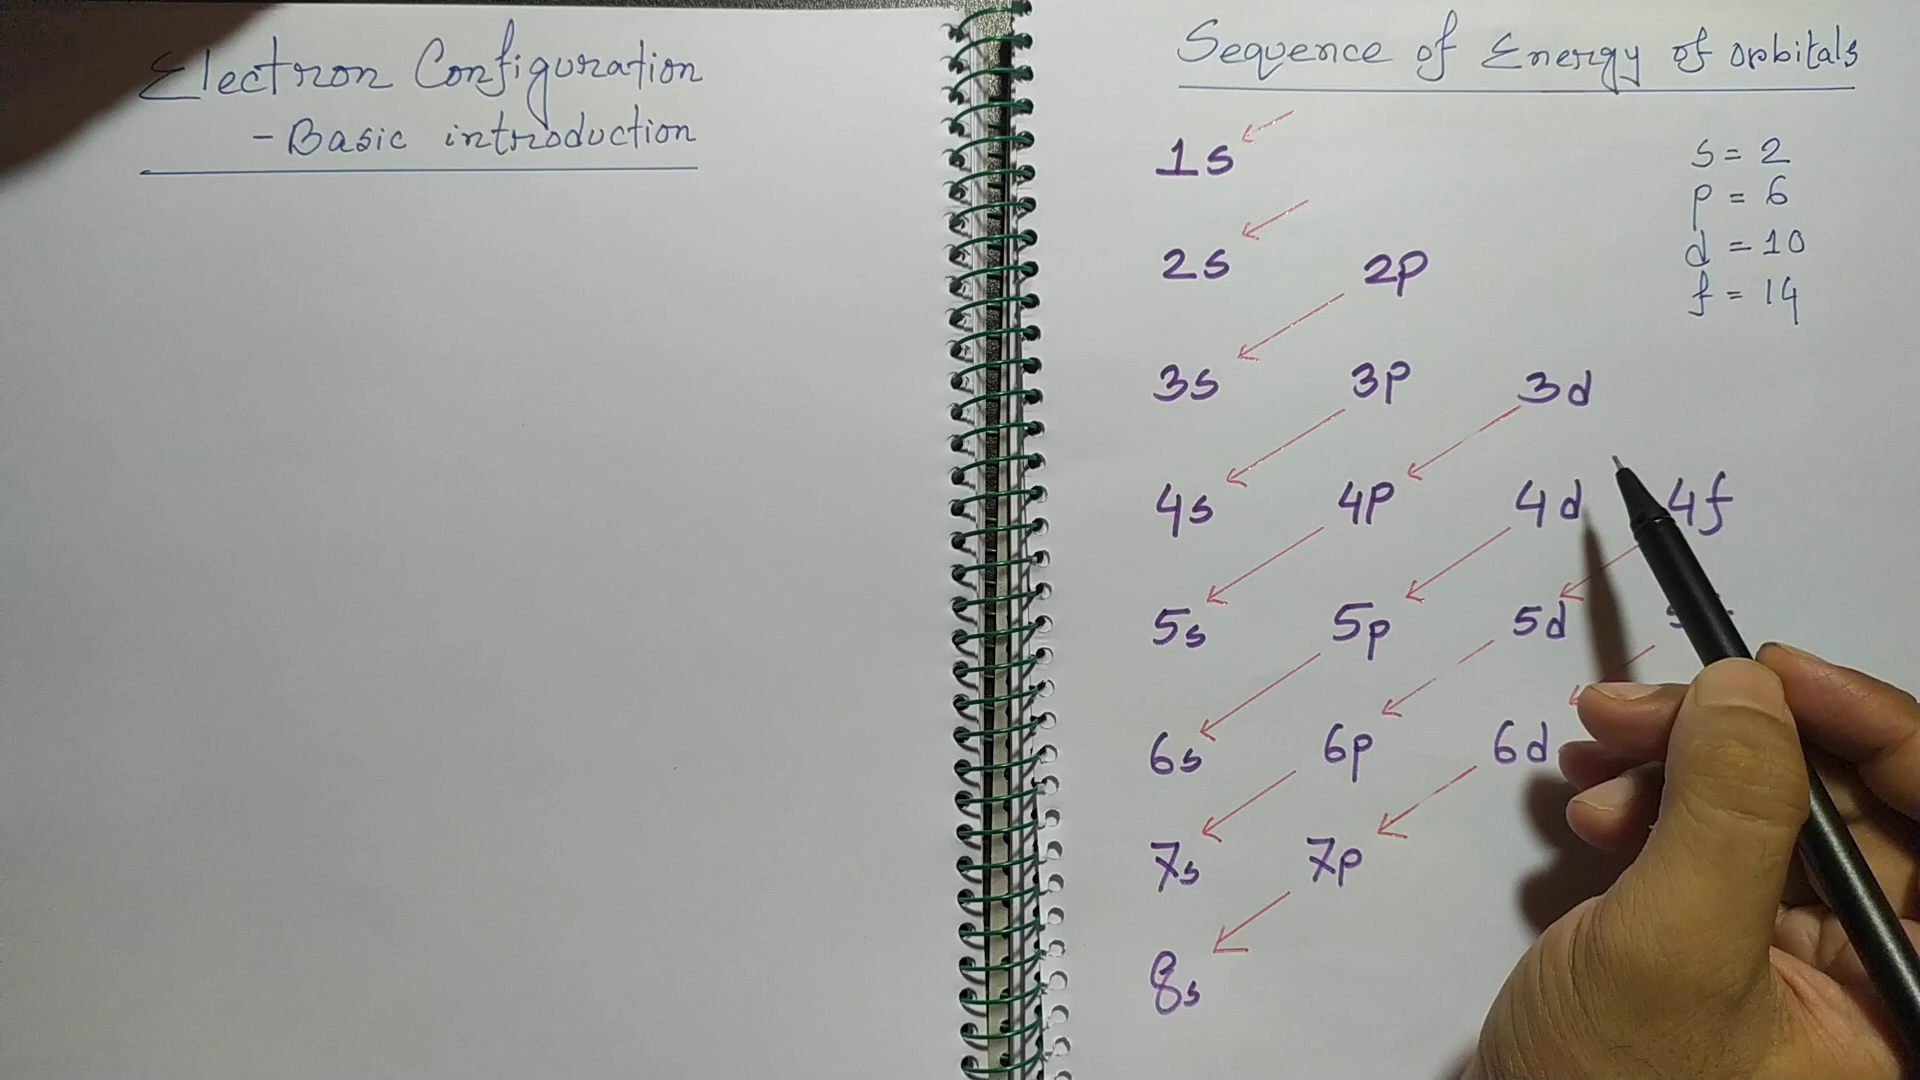 Electron Configuration
- Basic introduction
Sequence of Energy of orbitals
1s
s = 2
p = 6
d = 10
f = 14
2s 2p
3s 3p 3d
4s 4p 4d 4f
5s 5p 5d
6s 6p 6d
7s 7p
8s